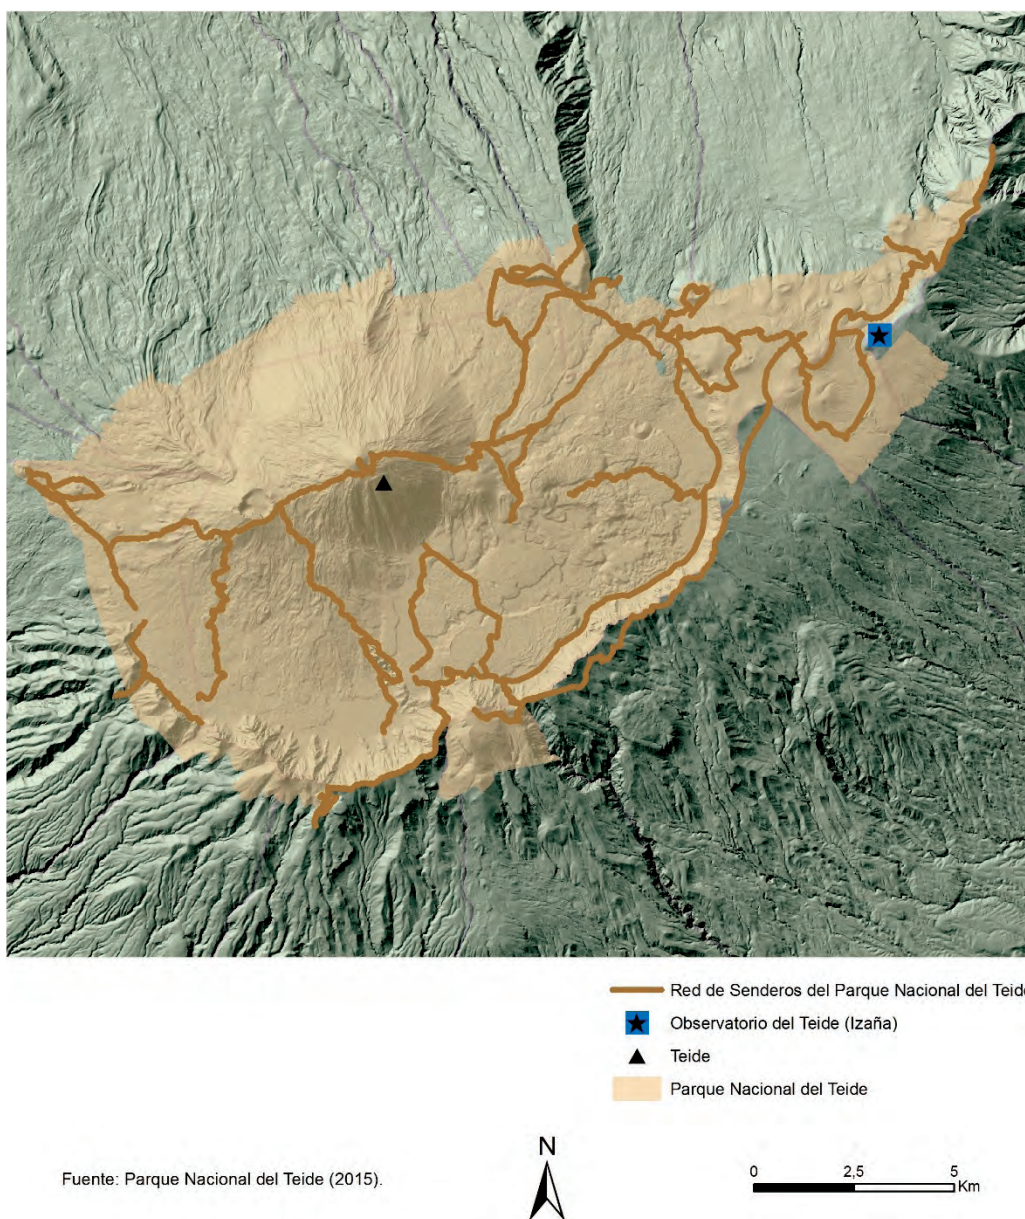 Red de Senderos del Parque Nacional del Teide
Observatorio del Teide (Izaña)
Teide
Parque Nacional del Teide
Fuente: Parque Nacional del Teide (2015).
N
0 2,5 5
Km